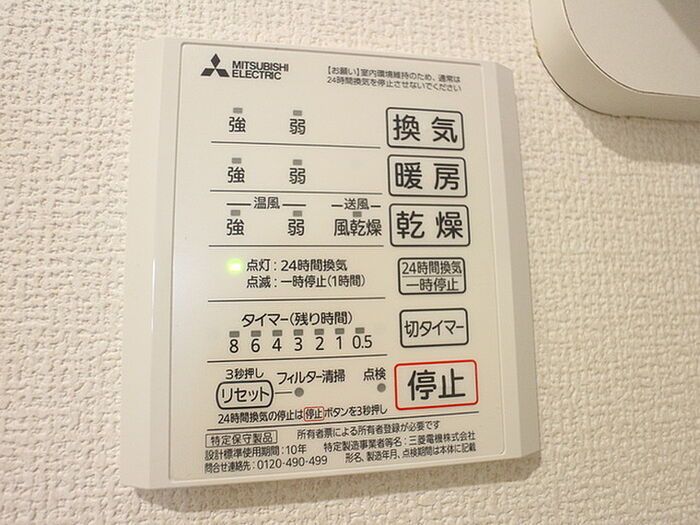 MITSUBISHI
ELECTRIC
【お願い】室内環境維持のため、通常は
24時間換気を停止させないでください
強 弱 換気
強 弱 暖房
温風 送風
強 弱 風乾燥 乾燥
点灯:24時間換気
点滅:一時停止(1時間)
24時間換気
一時停止
タイマー(残り時間)
8 6 4 3 2 1 0.5
切タイマー
3秒押し
リセット フィルター清掃 点検
停止
24時間換気の停止は停止ボタンを3秒押し
特定保守製品 所有者票による所有者登録が必要です
設計標準使用期間:10年 特定製造事業者等名:三菱電機株式会社
問合せ連絡先:0120-490-499 形名、製造年月、点検期間は本体に記載